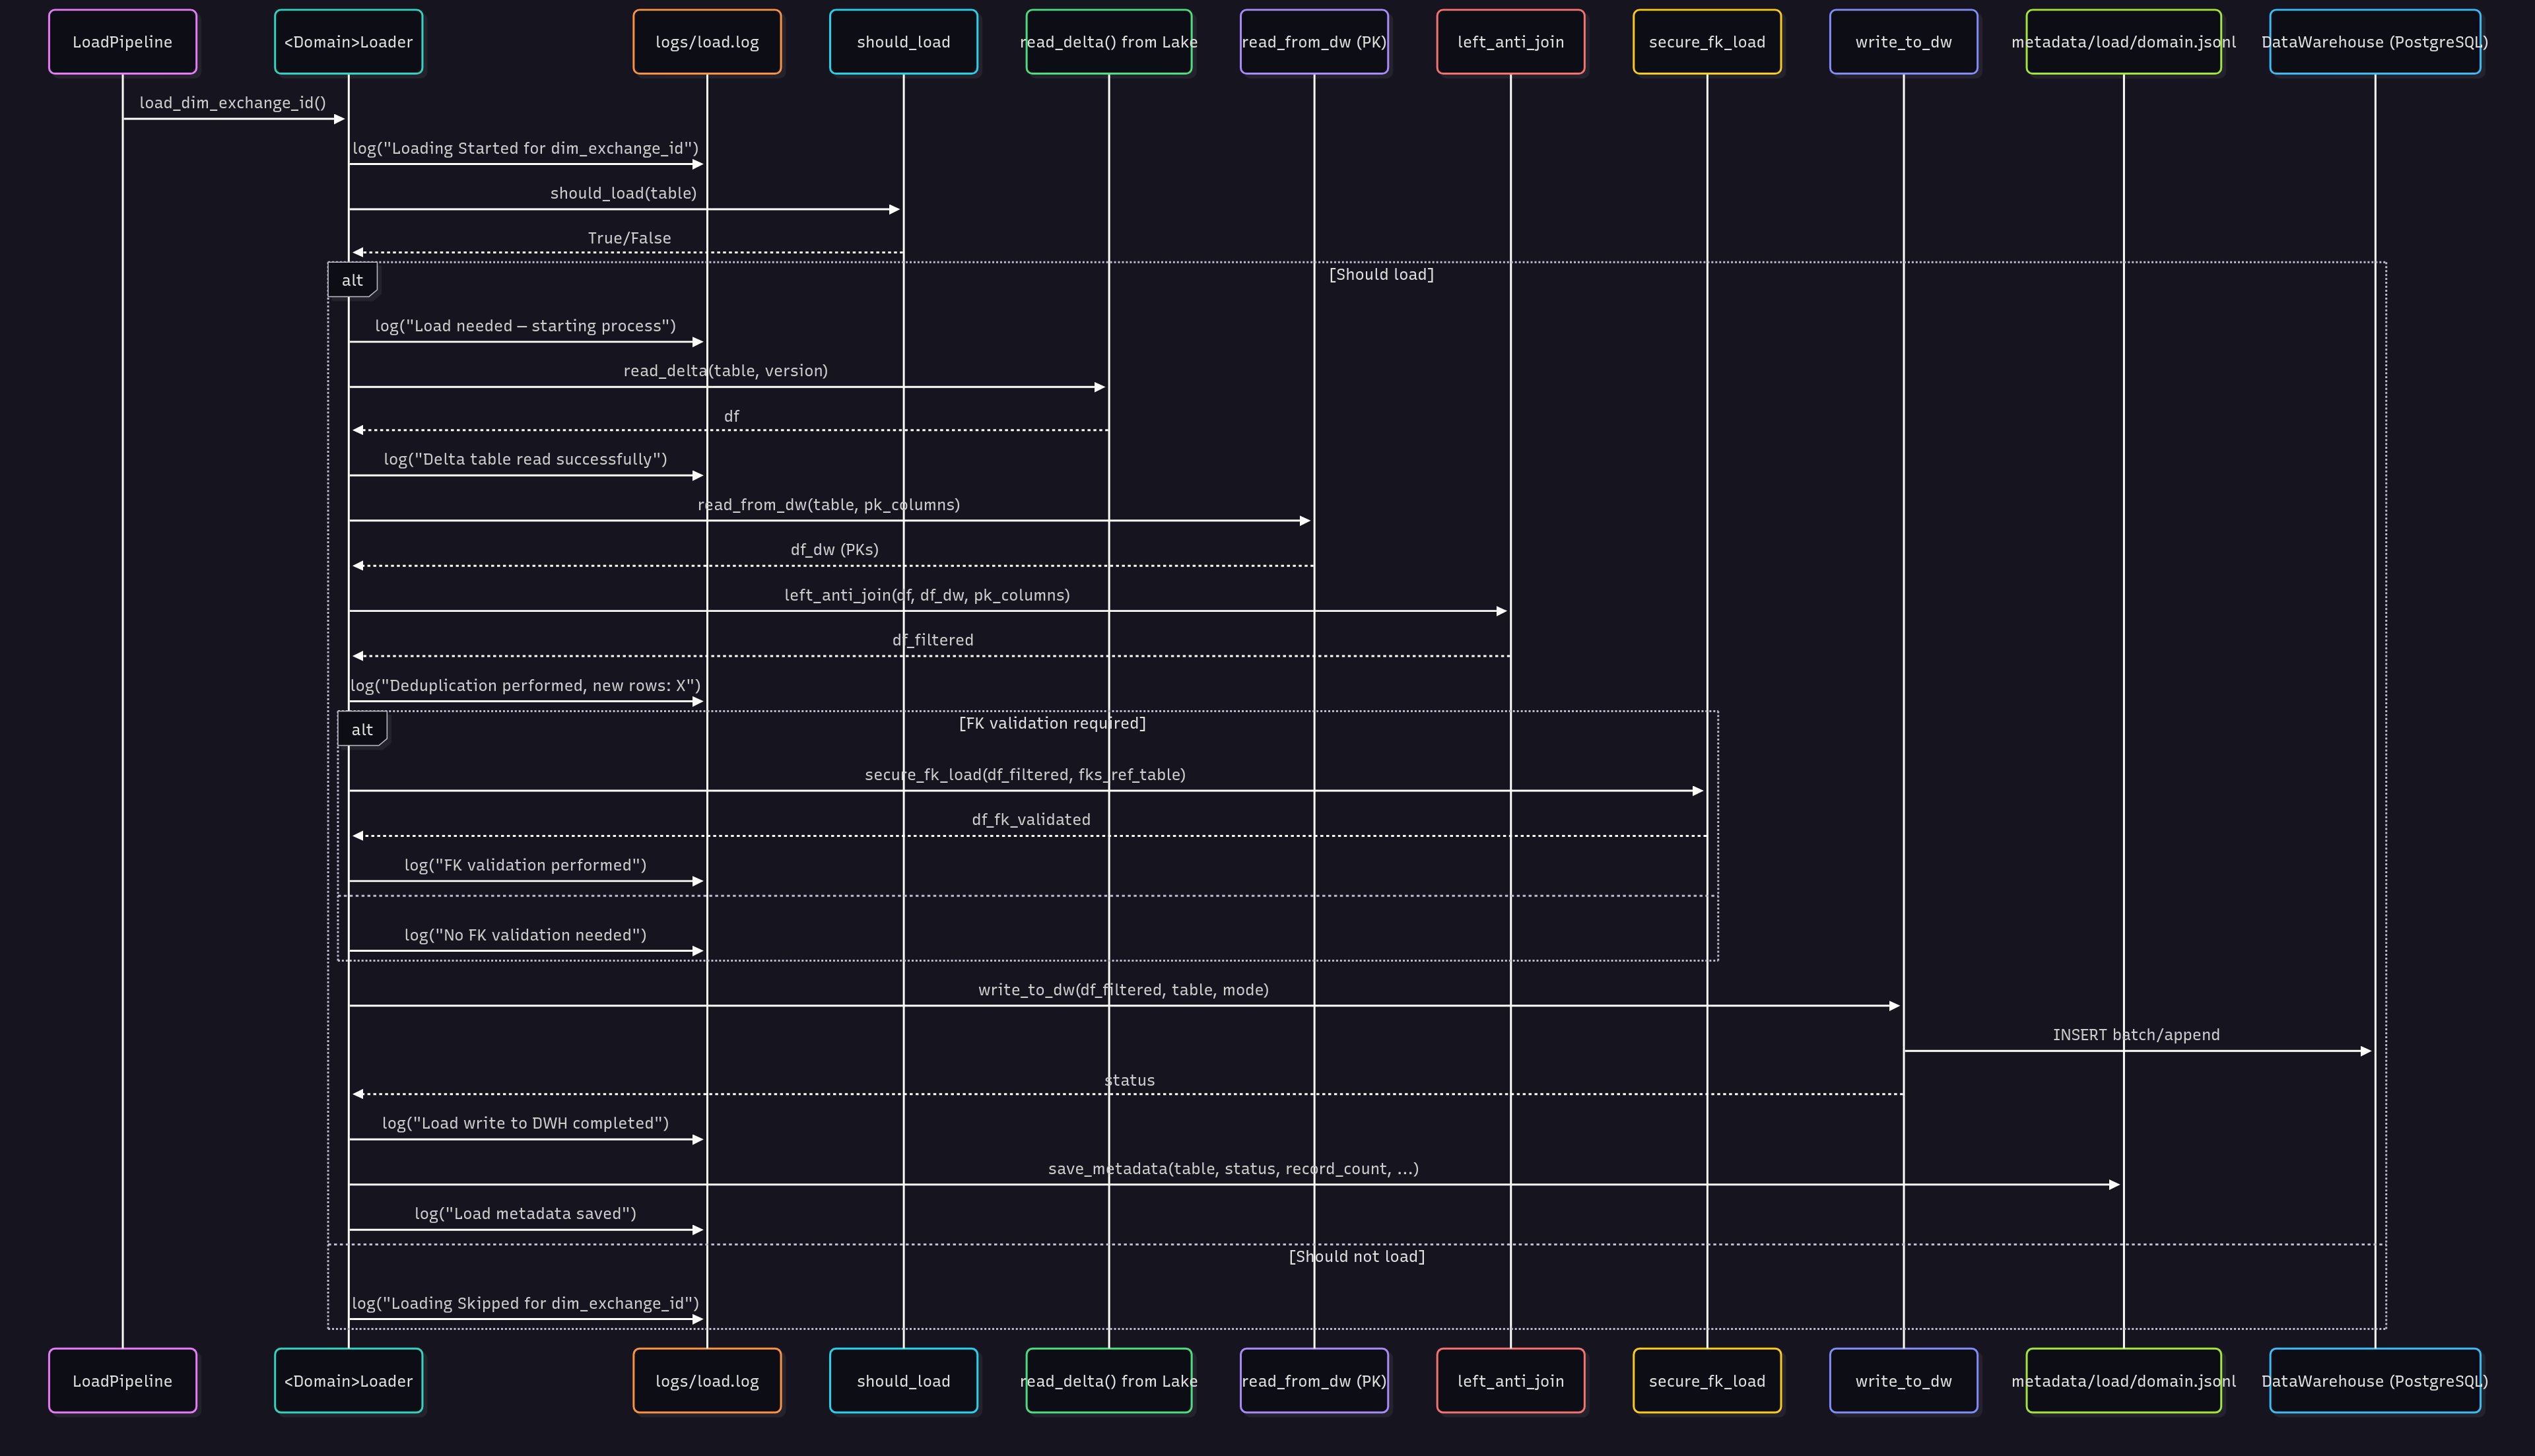 LoadPipeline
<Domain>Loader
logs/load.log
should_load
read_delta() from Lake
read_from_dw (PK)
left_anti_join
secure_fk_load
write_to_dw
metadata/load/domain.jsonl
DataWarehouse (PostgreSQL)
load_dim_exchange_id()
log("Loading Started for dim_exchange_id")
should_load(table)
True/False
alt
[Should load]
log("Load needed — starting process")
read_delta(table, version)
df
log("Delta table read successfully")
read_from_dw(table, pk_columns)
df_dw (PKs)
left_anti_join(df, df_dw, pk_columns)
df_filtered
log("Deduplication performed, new rows: X")
alt
[FK validation required]
secure_fk_load(df_filtered, fks_ref_table)
df_fk_validated
log("FK validation performed")
log("No FK validation needed")
write_to_dw(df_filtered, table, mode)
INSERT batch/append
status
log("Load write to DWH completed")
save_metadata(table, status, record_count, ...)
log("Load metadata saved")
[Should not load]
log("Loading Skipped for dim_exchange_id")
LoadPipeline
<Domain>Loader
logs/load.log
should_load
read_delta() from Lake
read_from_dw (PK)
left_anti_join
secure_fk_load
write_to_dw
metadata/load/domain.jsonl
DataWarehouse (PostgreSQL)